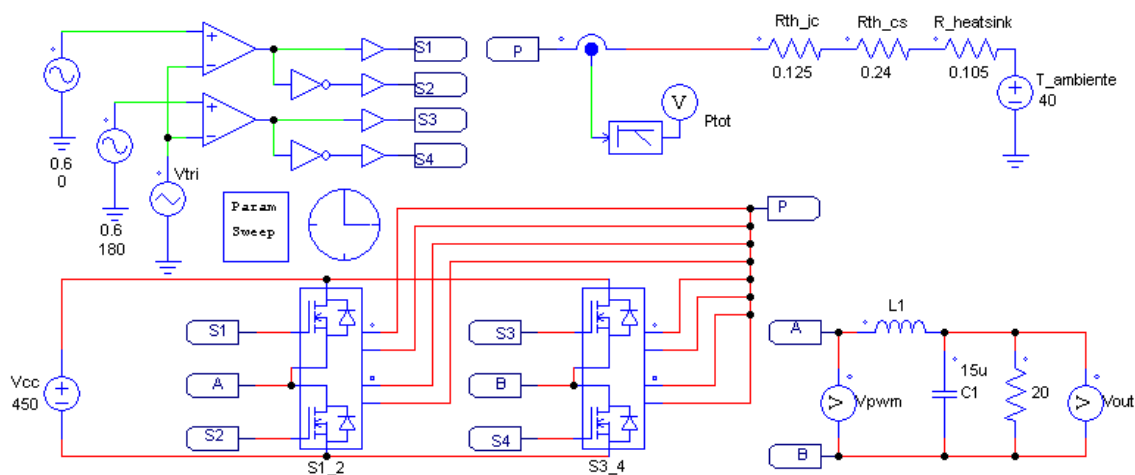 S1
S2
S3
S4
0.6
0
0.6
180
Vtri
P
V
Ptot
Rth_jc
0.125
Rth_cs
0.24
R_heatsink
0.105
T_ambiente
40
Param
Sweep
P
S1
A
S2
S1_2
Vcc
450
S3
B
S4
S3_4
A
L1
V
Vpwm
15u
C1
20
V
Vout
B